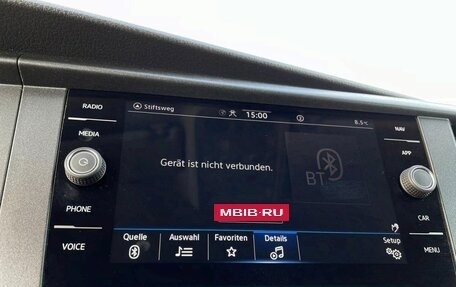 RADIO
Stiftsweg
15:00
8.5°C
NAV
MEDIA
APP
Gerät ist nicht verbunden.
BT
PHONE
MBIB·RU
CAR
VOICE
Quelle Auswahl Favoriten Details Setup
MENU